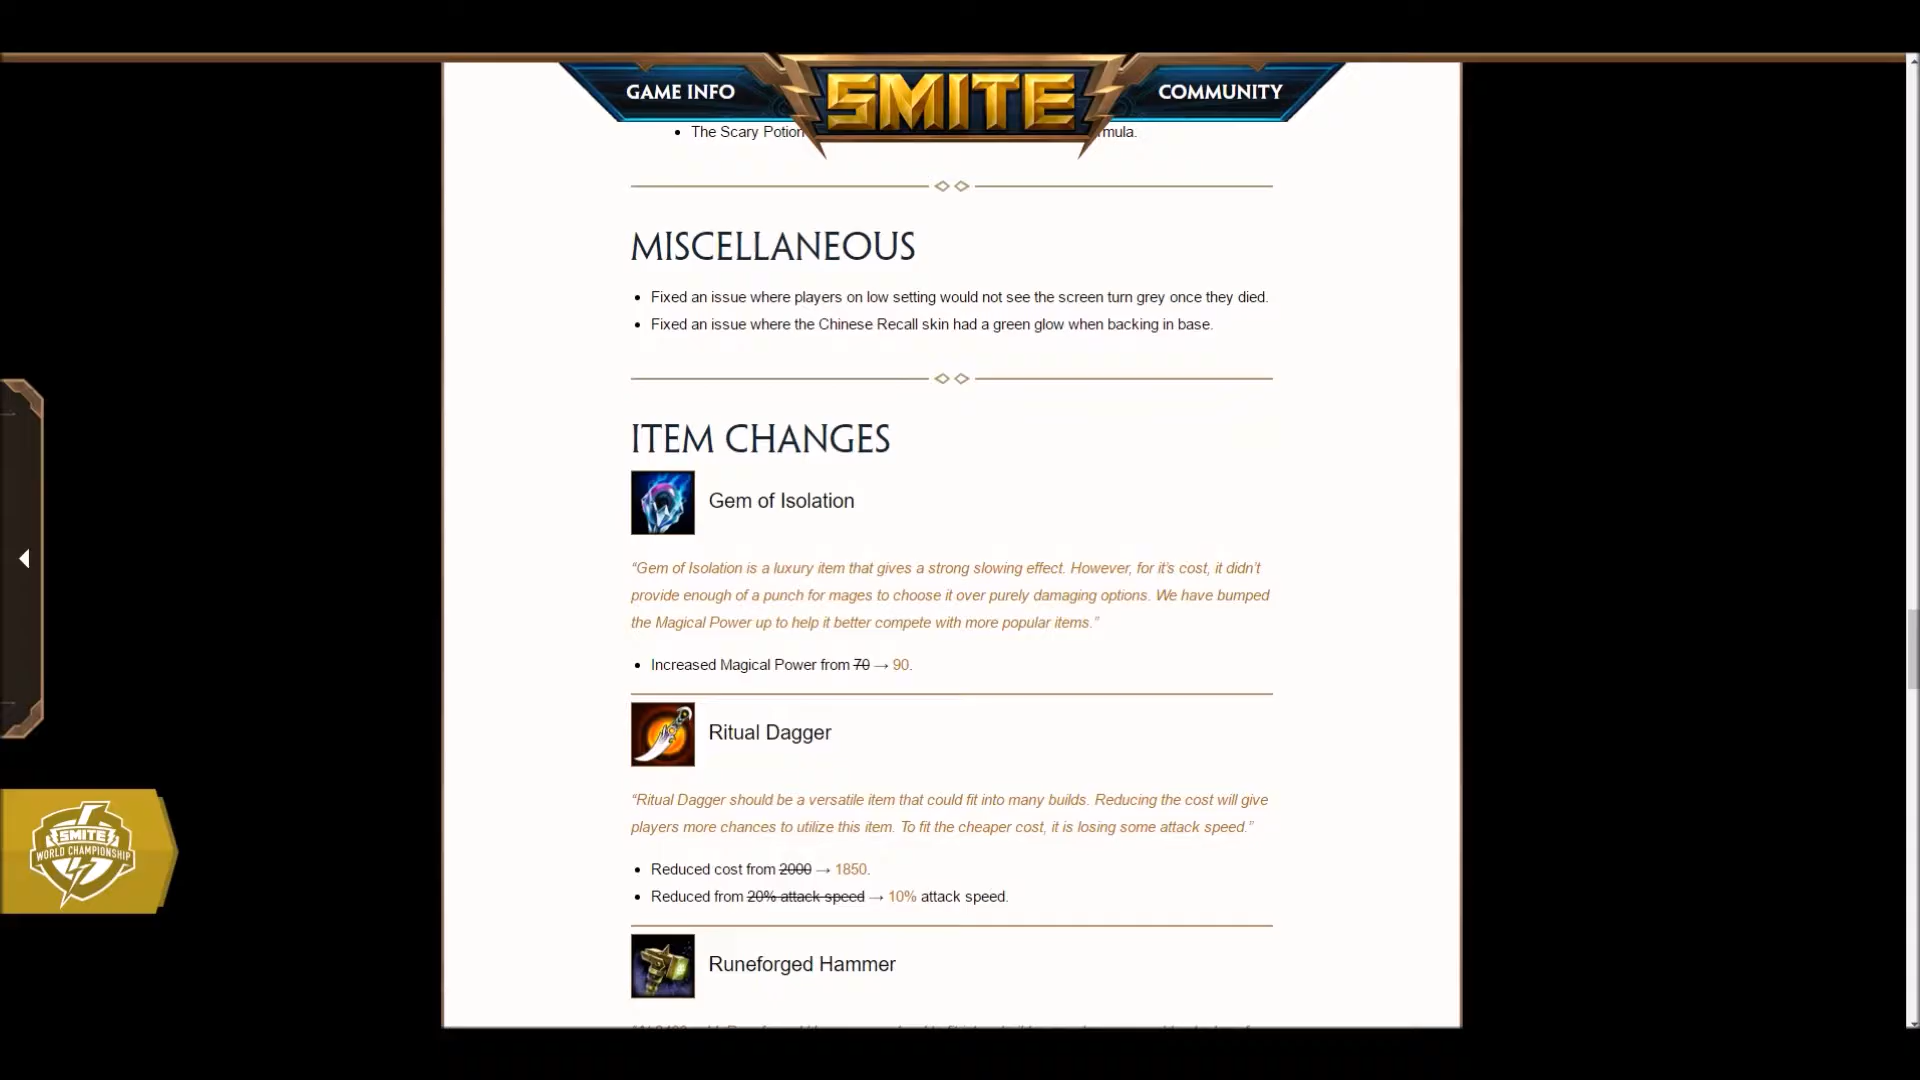 GAME INFO
SMITE
COMMUNITY
The Scary Potion
mula.
MISCELLANEOUS
Fixed an issue where players on low setting would not see the screen turn grey once they died.
Fixed an issue where the Chinese Recall skin had a green glow when backing in base.
ITEM CHANGES
Gem of Isolation
“Gem of Isolation is a luxury item that gives a strong slowing effect. However, for it’s cost, it didn’t
provide enough of a punch for mages to choose it over purely damaging options. We have bumped
the Magical Power up to help it better compete with more popular items.”
Increased Magical Power from 70 → 90.
Ritual Dagger
“Ritual Dagger should be a versatile item that could fit into many builds. Reducing the cost will give
players more chances to utilize this item. To fit the cheaper cost, it is losing some attack speed.”
Reduced cost from 2000 → 1850.
Reduced from 20% attack speed → 10% attack speed.
SMITE
WORLD CHAMPIONSHIP
Runeforged Hammer